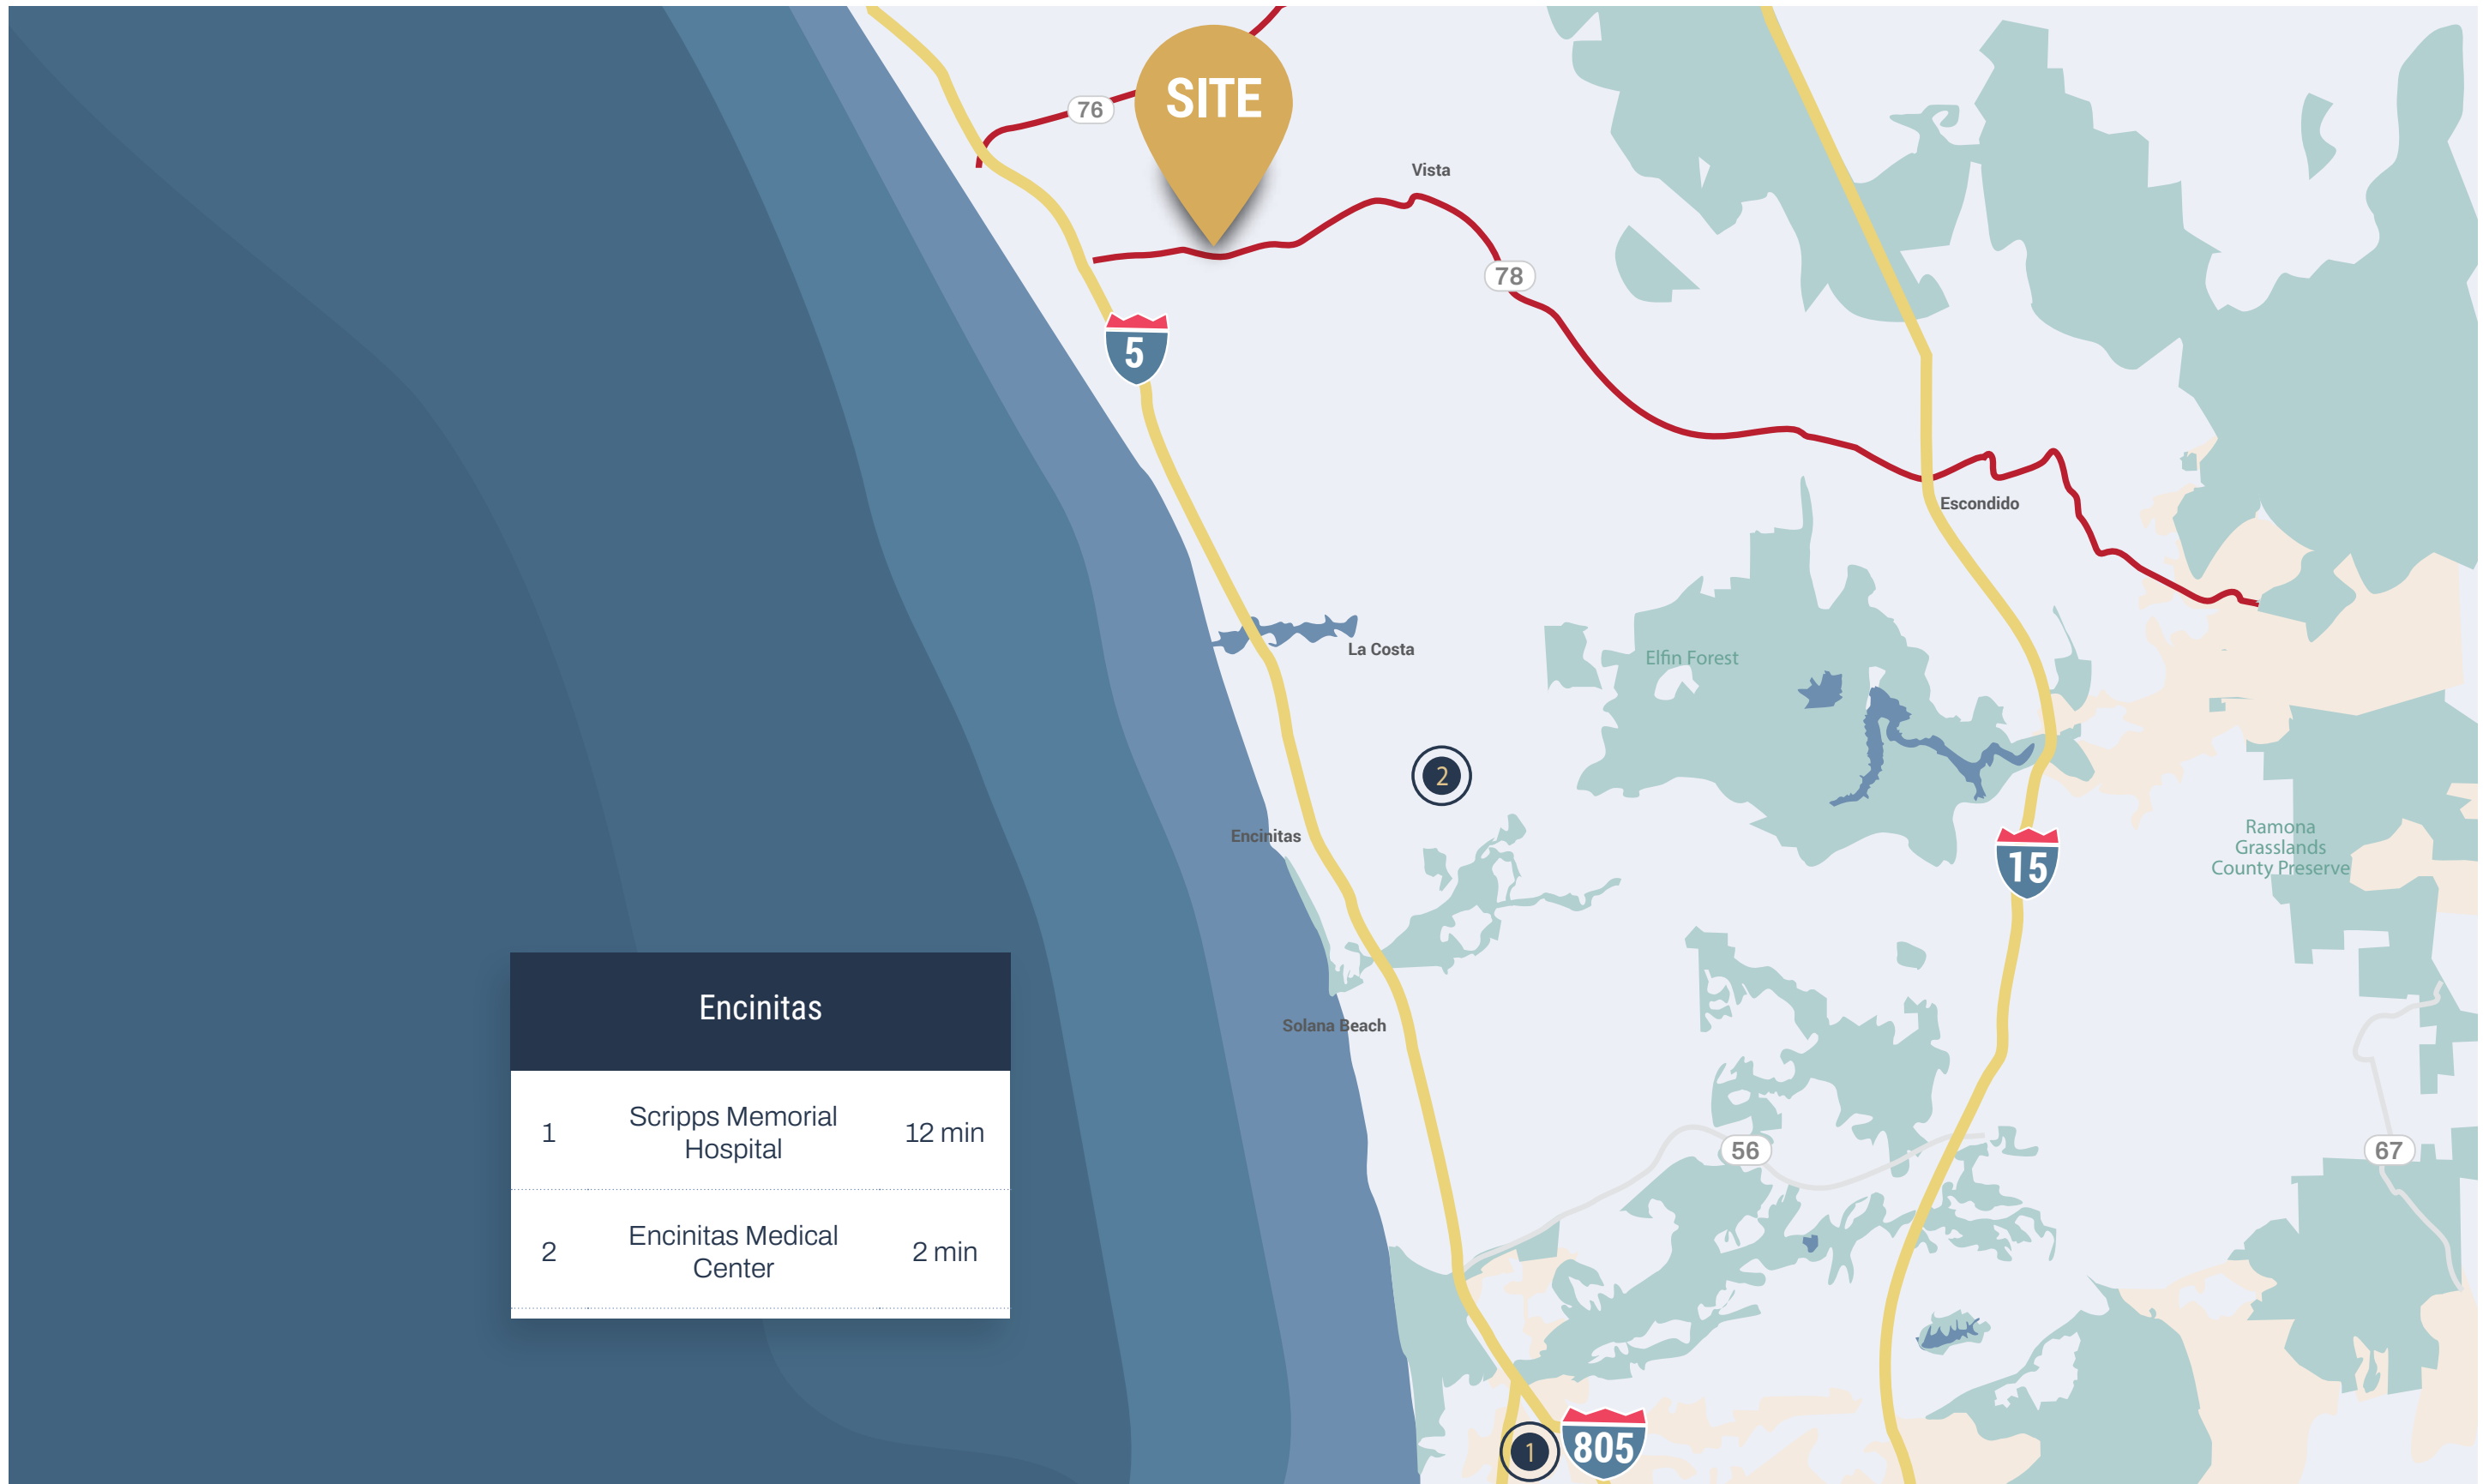 SITE
76
Vista
78
5
Escondido
La Costa
Elfin Forest
2
Encinitas
15
Ramona
Grasslands
County Preserve
Solana Beach
Encinitas
1 Scripps Memorial Hospital 12 min
2 Encinitas Medical Center 2 min
56
67
1
805